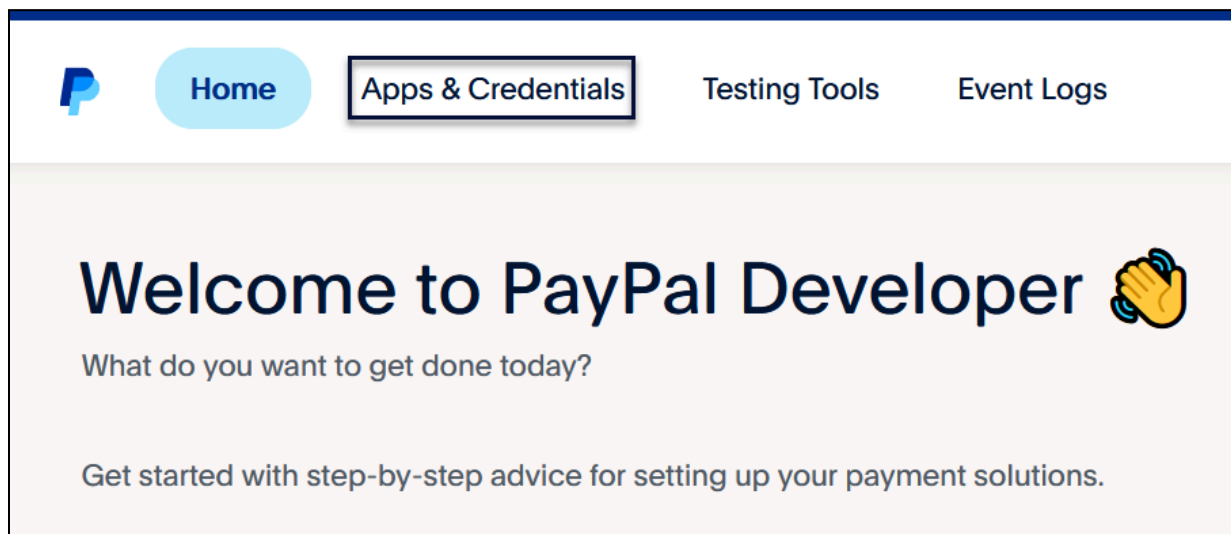 Home Apps & Credentials Testing Tools Event Logs
Welcome to PayPal Developer 👋
What do you want to get done today?
Get started with step-by-step advice for setting up your payment solutions.